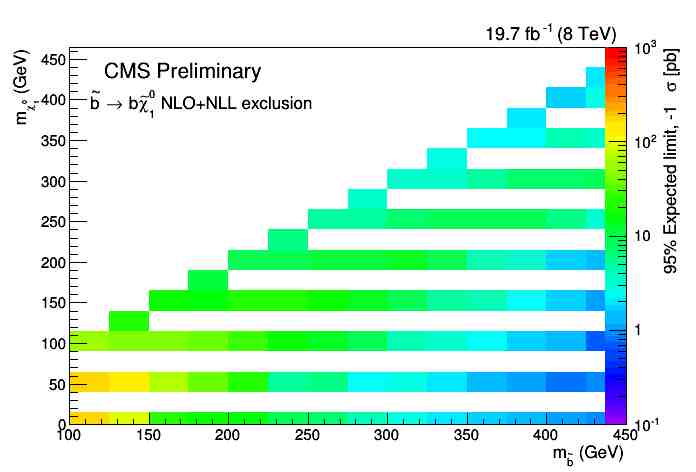 19.7 fb⁻¹ (8 TeV)
CMS Preliminary
b̃ → bχ̃⁰₁ NLO+NLL exclusion
m_χ̃⁰₁ (GeV)
450
400
350
300
250
200
150
100
50
0
100 150 200 250 300 350 400 450
m_b̃ (GeV)
10³
10²
10
1
10⁻¹
95% Expected limit, -1 σ [pb]